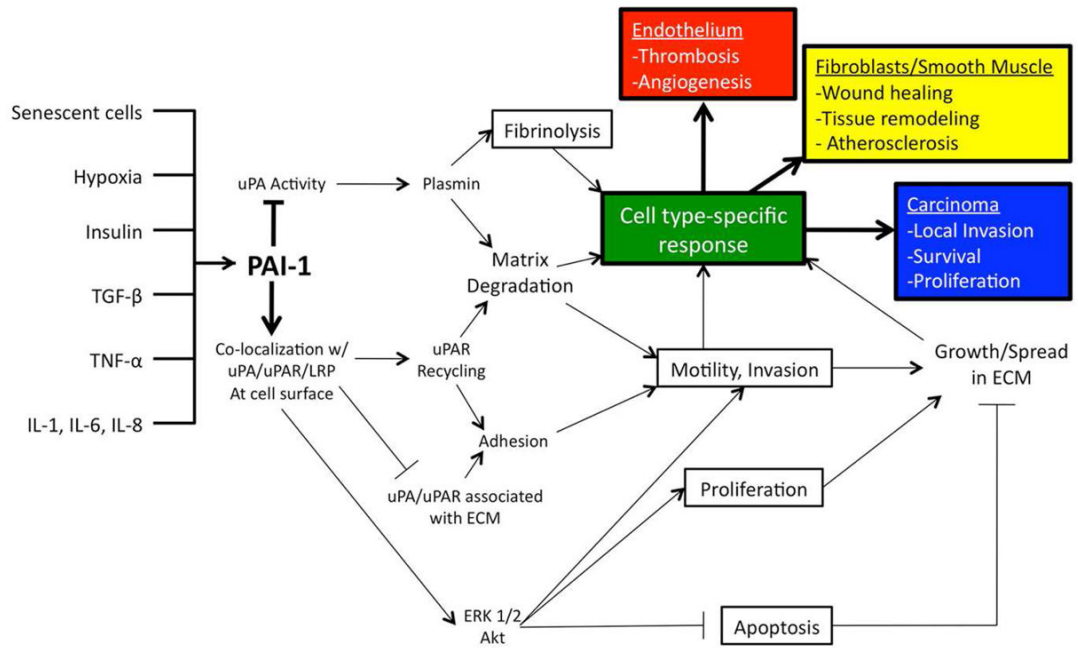 Endothelium
-Thrombosis
-Angiogenesis
Fibroblasts/Smooth Muscle
-Wound healing
-Tissue remodeling
- Atherosclerosis
Senescent cells
Hypoxia
Insulin
TGF-β
TNF-α
IL-1, IL-6, IL-8
PAI-1
uPA Activity
Plasmin
Fibrinolysis
Matrix
Degradation
Cell type-specific
response
Carcinoma
-Local Invasion
-Survival
-Proliferation
Co-localization w/
uPA/uPAR/LRP
At cell surface
uPAR
Recycling
Adhesion
uPA/uPAR associated
with ECM
Motility, Invasion
Growth/Spread
in ECM
Proliferation
ERK 1/2
Akt
Apoptosis